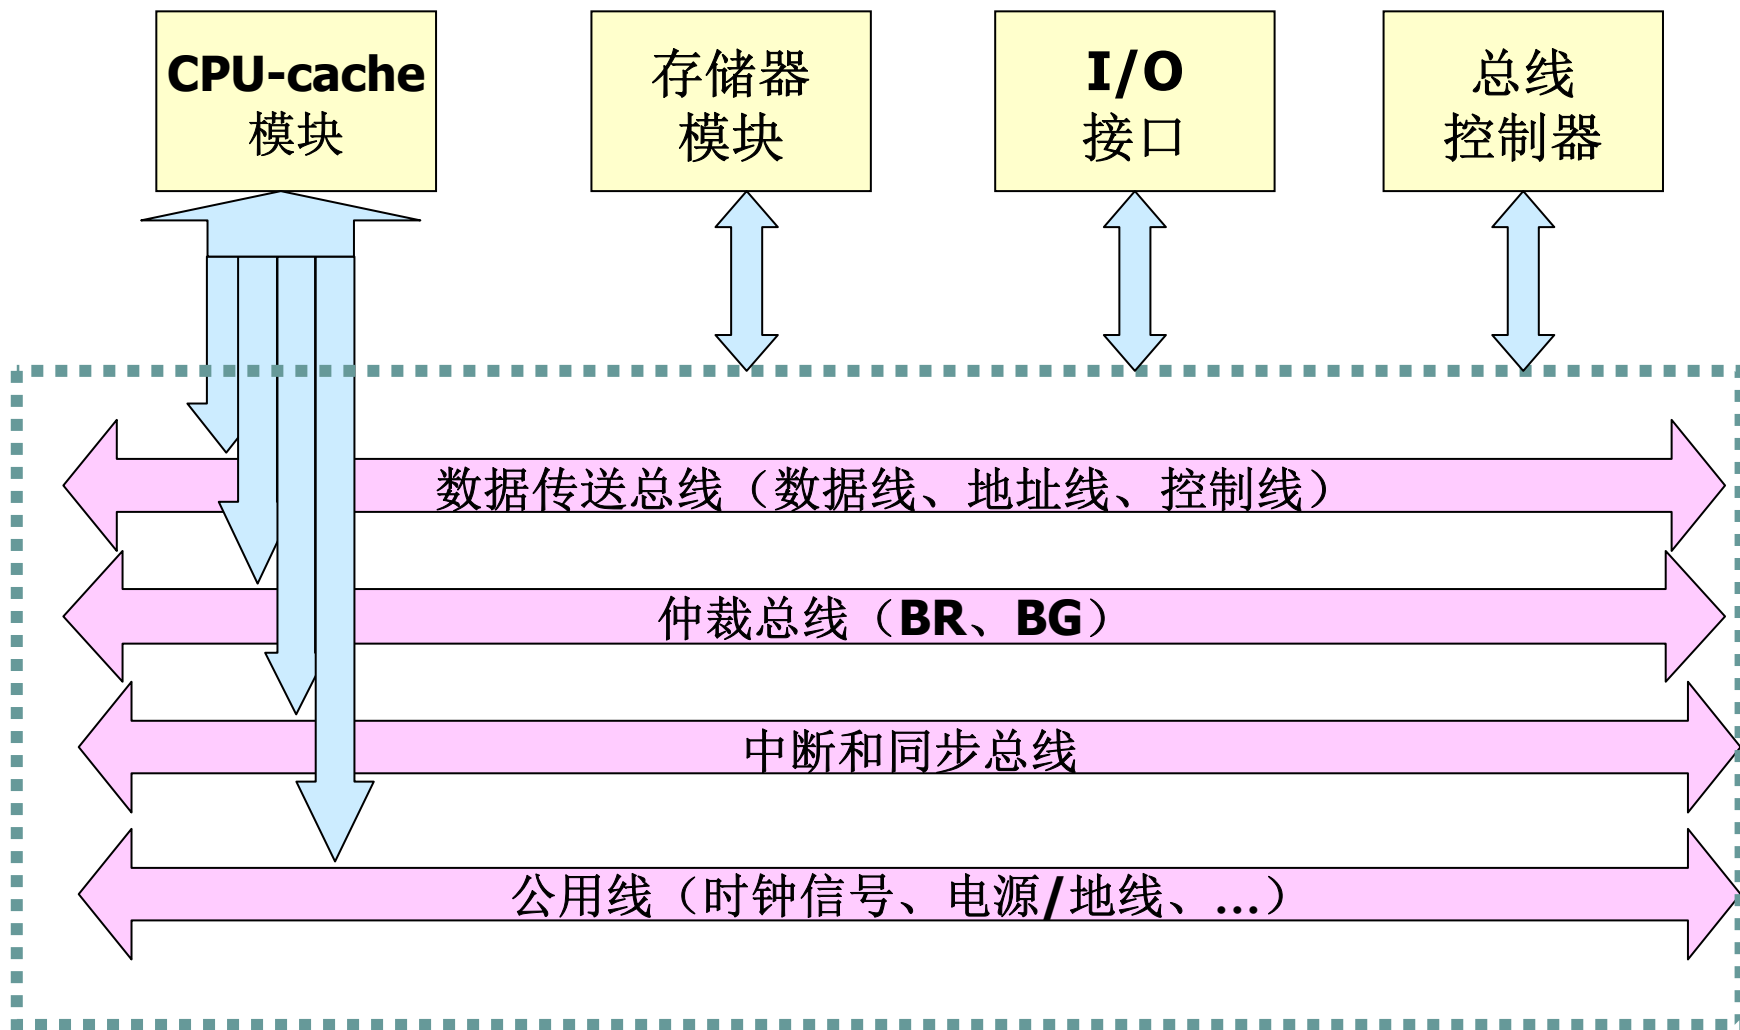 CPU-cache
模块
存储器
模块
I/O
接口
总线
控制器
数据传送总线（数据线、地址线、控制线）
仲裁总线（BR、BG）
中断和同步总线
公用线（时钟信号、电源/地线、...）